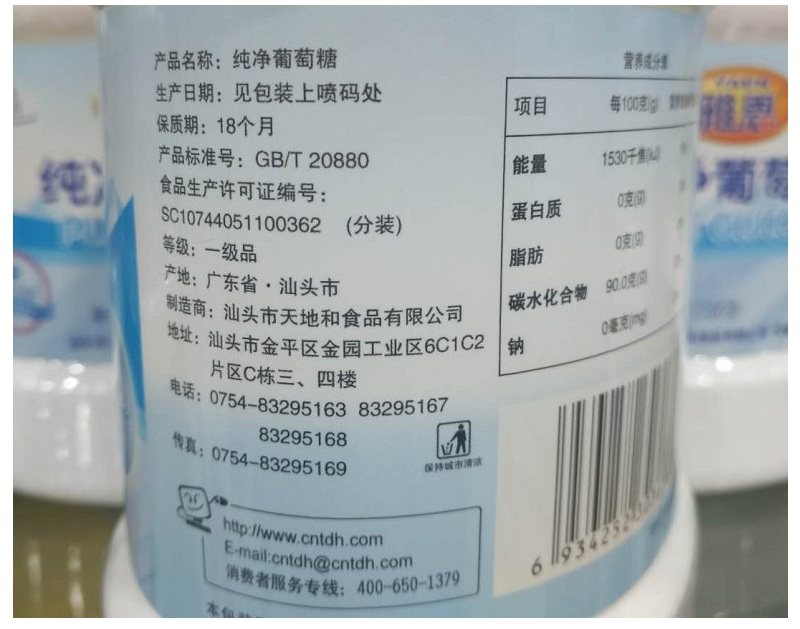 产品名称：纯净葡萄糖
生产日期：见包装上喷码处
保质期：18个月
产品标准号：GB/T 20880
食品生产许可证编号：
SC10744051100362 （分装）
等级：一级品
产地：广东省·汕头市
制造商：汕头市天地和食品有限公司
地址：汕头市金平区金园工业区6C1C2
片区C栋三、四楼
电话：0754-83295163 83295167
83295168
传真：0754-83295169
保持城市清洁
http://www.cntdh.com
E-mail:cntdh@cntdh.com
消费者服务专线：400-650-1379
本包装
营养成分表
项目 每100克(g)
能量 1530千焦(kJ)
蛋白质 0克(g)
脂肪 0克(g)
碳水化合物 90.0克(g)
钠 0毫克(mg)
6 934252
纯
葡萄